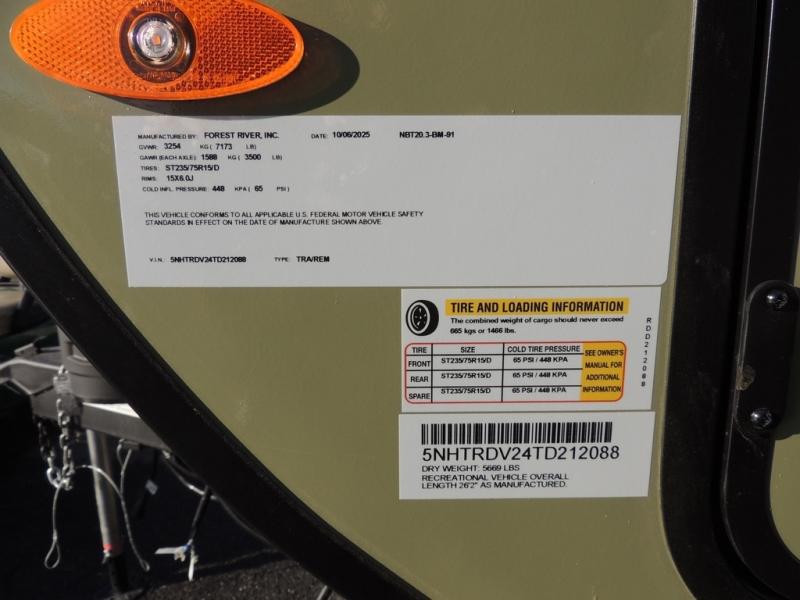 MANUFACTURED BY: FOREST RIVER, INC. DATE: 10/06/2025 NBT20.3-BM-91
GVWR: 3254 KG ( 7173 LB)
GAWR (EACH AXLE): 1588 KG ( 3500 LB)
TIRES: ST235/75R15/D
RIMS: 15X6.0J
COLD INFL. PRESSURE: 448 KPA ( 65 PSI )
THIS VEHICLE CONFORMS TO ALL APPLICABLE U.S. FEDERAL MOTOR VEHICLE SAFETY
STANDARDS IN EFFECT ON THE DATE OF MANUFACTURE SHOWN ABOVE.
V.I.N.: 5NHTRDV24TD212088 TYPE: TRA/REM
TIRE AND LOADING INFORMATION
The combined weight of cargo should never exceed
665 kgs or 1466 lbs.
TIRE SIZE COLD TIRE PRESSURE
FRONT ST235/75R15/D 65 PSI / 448 KPA
REAR ST235/75R15/D 65 PSI / 448 KPA
SPARE ST235/75R15/D 65 PSI / 448 KPA
SEE OWNER'S
MANUAL FOR
ADDITIONAL
INFORMATION
RDD212088
5NHTRDV24TD212088
DRY WEIGHT: 5669 LBS
RECREATIONAL VEHICLE OVERALL
LENGTH 26'2" AS MANUFACTURED.